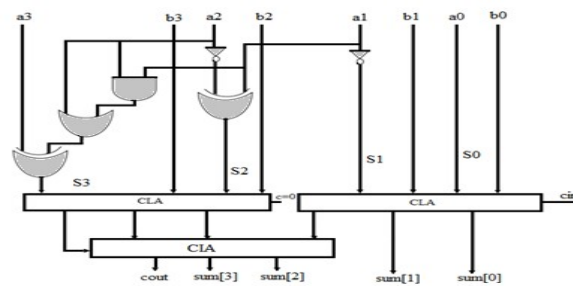 a3 b3 a2 b2 a1 b1 a0 b0
S3 S2 S1 S0
CLA c=0 CLA cin
CIA
cout sum[3] sum[2] sum[1] sum[0]